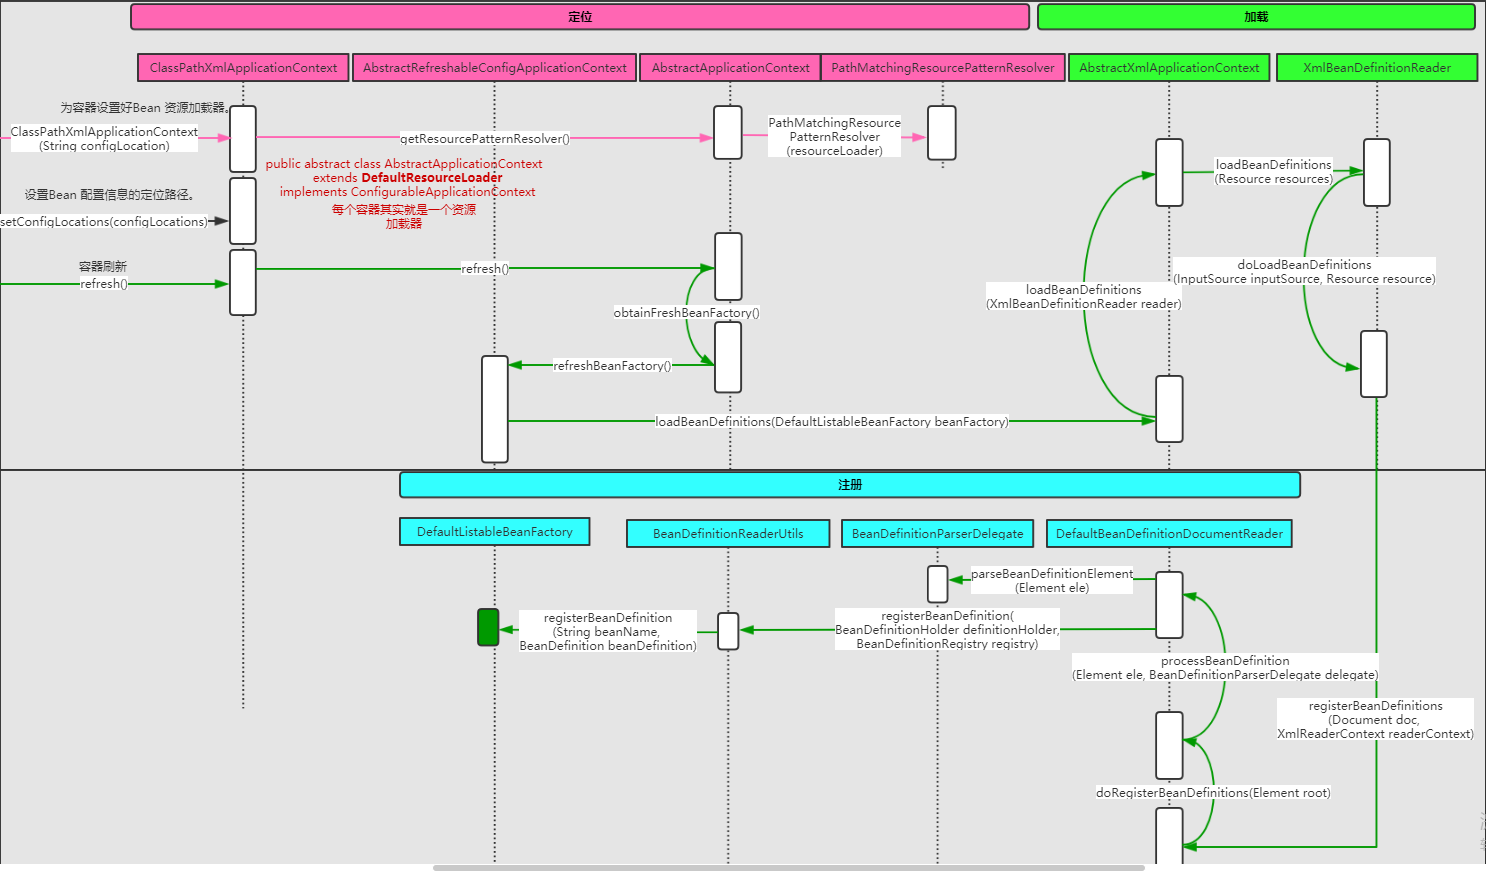 定位
加载
ClassPathXmlApplicationContext
AbstractRefreshableConfigApplicationContext
AbstractApplicationContext
PathMatchingResourcePatternResolver
AbstractXmlApplicationContext
XmlBeanDefinitionReader
为容器设置好Bean 资源加载器。
ClassPathXmlApplicationContext
(String configLocation)
getResourcePatternResolver()
PathMatchingResource
PatternResolver
(resourceLoader)
public abstract class AbstractApplicationContext
extends DefaultResourceLoader
implements ConfigurableApplicationContext
每个容器其实就是一个资源
加载器
loadBeanDefinitions
(Resource resources)
设置Bean 配置信息的定位路径。
setConfigLocations(configLocations)
容器刷新
refresh()
refresh()
doLoadBeanDefinitions
(InputSource inputSource, Resource resource)
loadBeanDefinitions
(XmlBeanDefinitionReader reader)
obtainFreshBeanFactory()
refreshBeanFactory()
loadBeanDefinitions(DefaultListableBeanFactory beanFactory)
注册
DefaultListableBeanFactory
BeanDefinitionReaderUtils
BeanDefinitionParserDelegate
DefaultBeanDefinitionDocumentReader
parseBeanDefinitionElement
(Element ele)
registerBeanDefinition
(String beanName,
BeanDefinition beanDefinition)
registerBeanDefinition(
BeanDefinitionHolder definitionHolder,
BeanDefinitionRegistry registry)
processBeanDefinition
(Element ele, BeanDefinitionParserDelegate delegate)
registerBeanDefinitions
(Document doc,
XmlReaderContext readerContext)
doRegisterBeanDefinitions(Element root)